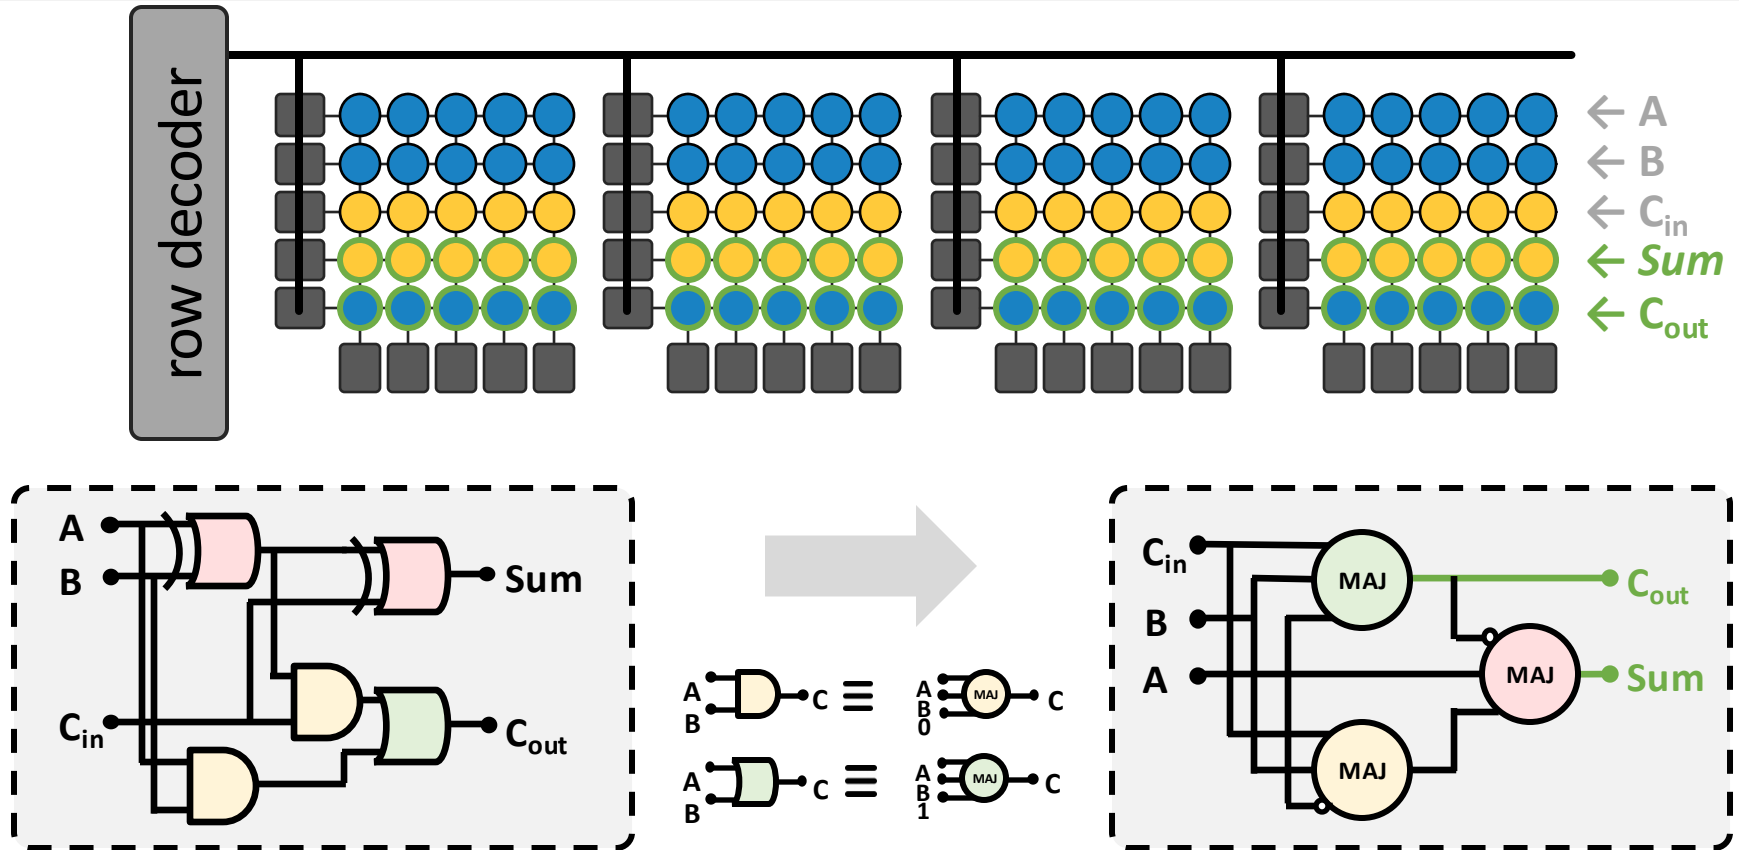 row decoder
← A
← B
← Cin
← Sum
← Cout
A
B
Cin
Sum
Cout
A
B
C
≡
A
B
0
MAJ
C
A
B
C
≡
A
B
1
MAJ
C
Cin
B
A
MAJ
MAJ
MAJ
Cout
Sum